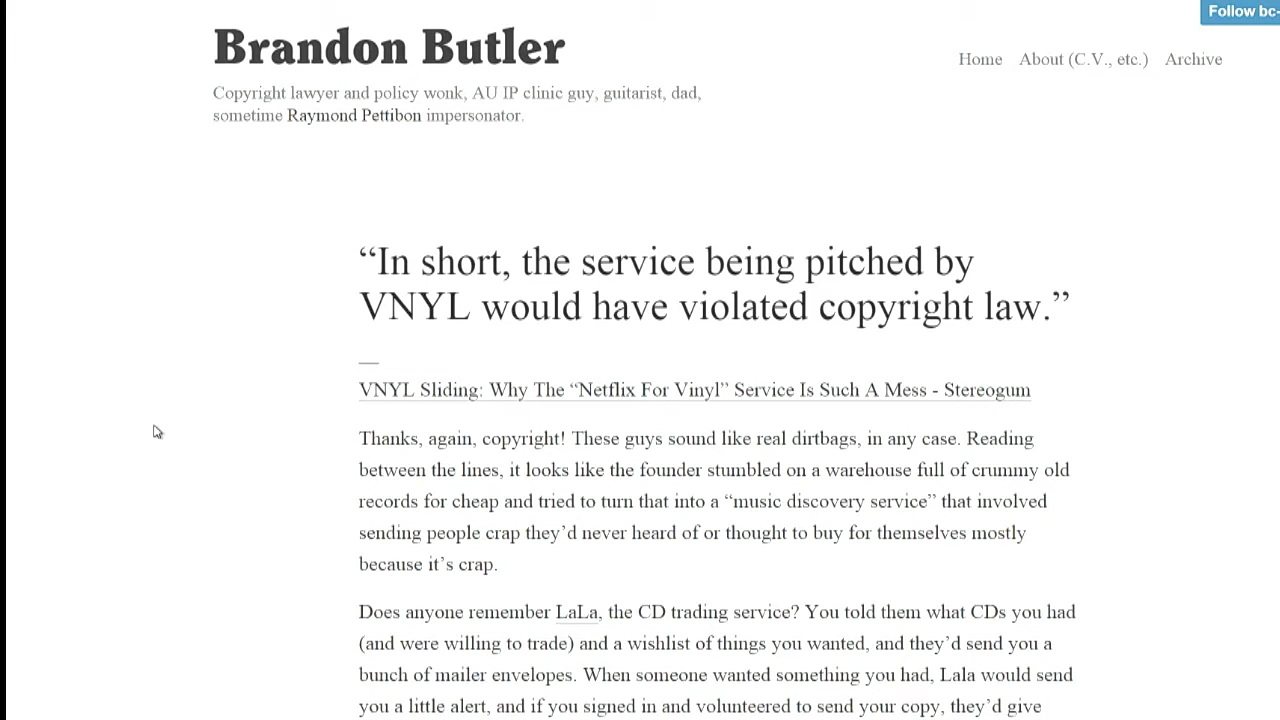 Follow bc-
Brandon Butler
Home About (C.V., etc.) Archive
Copyright lawyer and policy wonk, AU IP clinic guy, guitarist, dad,
sometime Raymond Pettibon impersonator.
“In short, the service being pitched by
VNYL would have violated copyright law.”
—
VNYL Sliding: Why The “Netflix For Vinyl” Service Is Such A Mess - Stereogum
Thanks, again, copyright! These guys sound like real dirtbags, in any case. Reading
between the lines, it looks like the founder stumbled on a warehouse full of crummy old
records for cheap and tried to turn that into a “music discovery service” that involved
sending people crap they’d never heard of or thought to buy for themselves mostly
because it’s crap.
Does anyone remember LaLa, the CD trading service? You told them what CDs you had
(and were willing to trade) and a wishlist of things you wanted, and they’d send you a
bunch of mailer envelopes. When someone wanted something you had, Lala would send
you a little alert, and if you signed in and volunteered to send your copy, they’d give